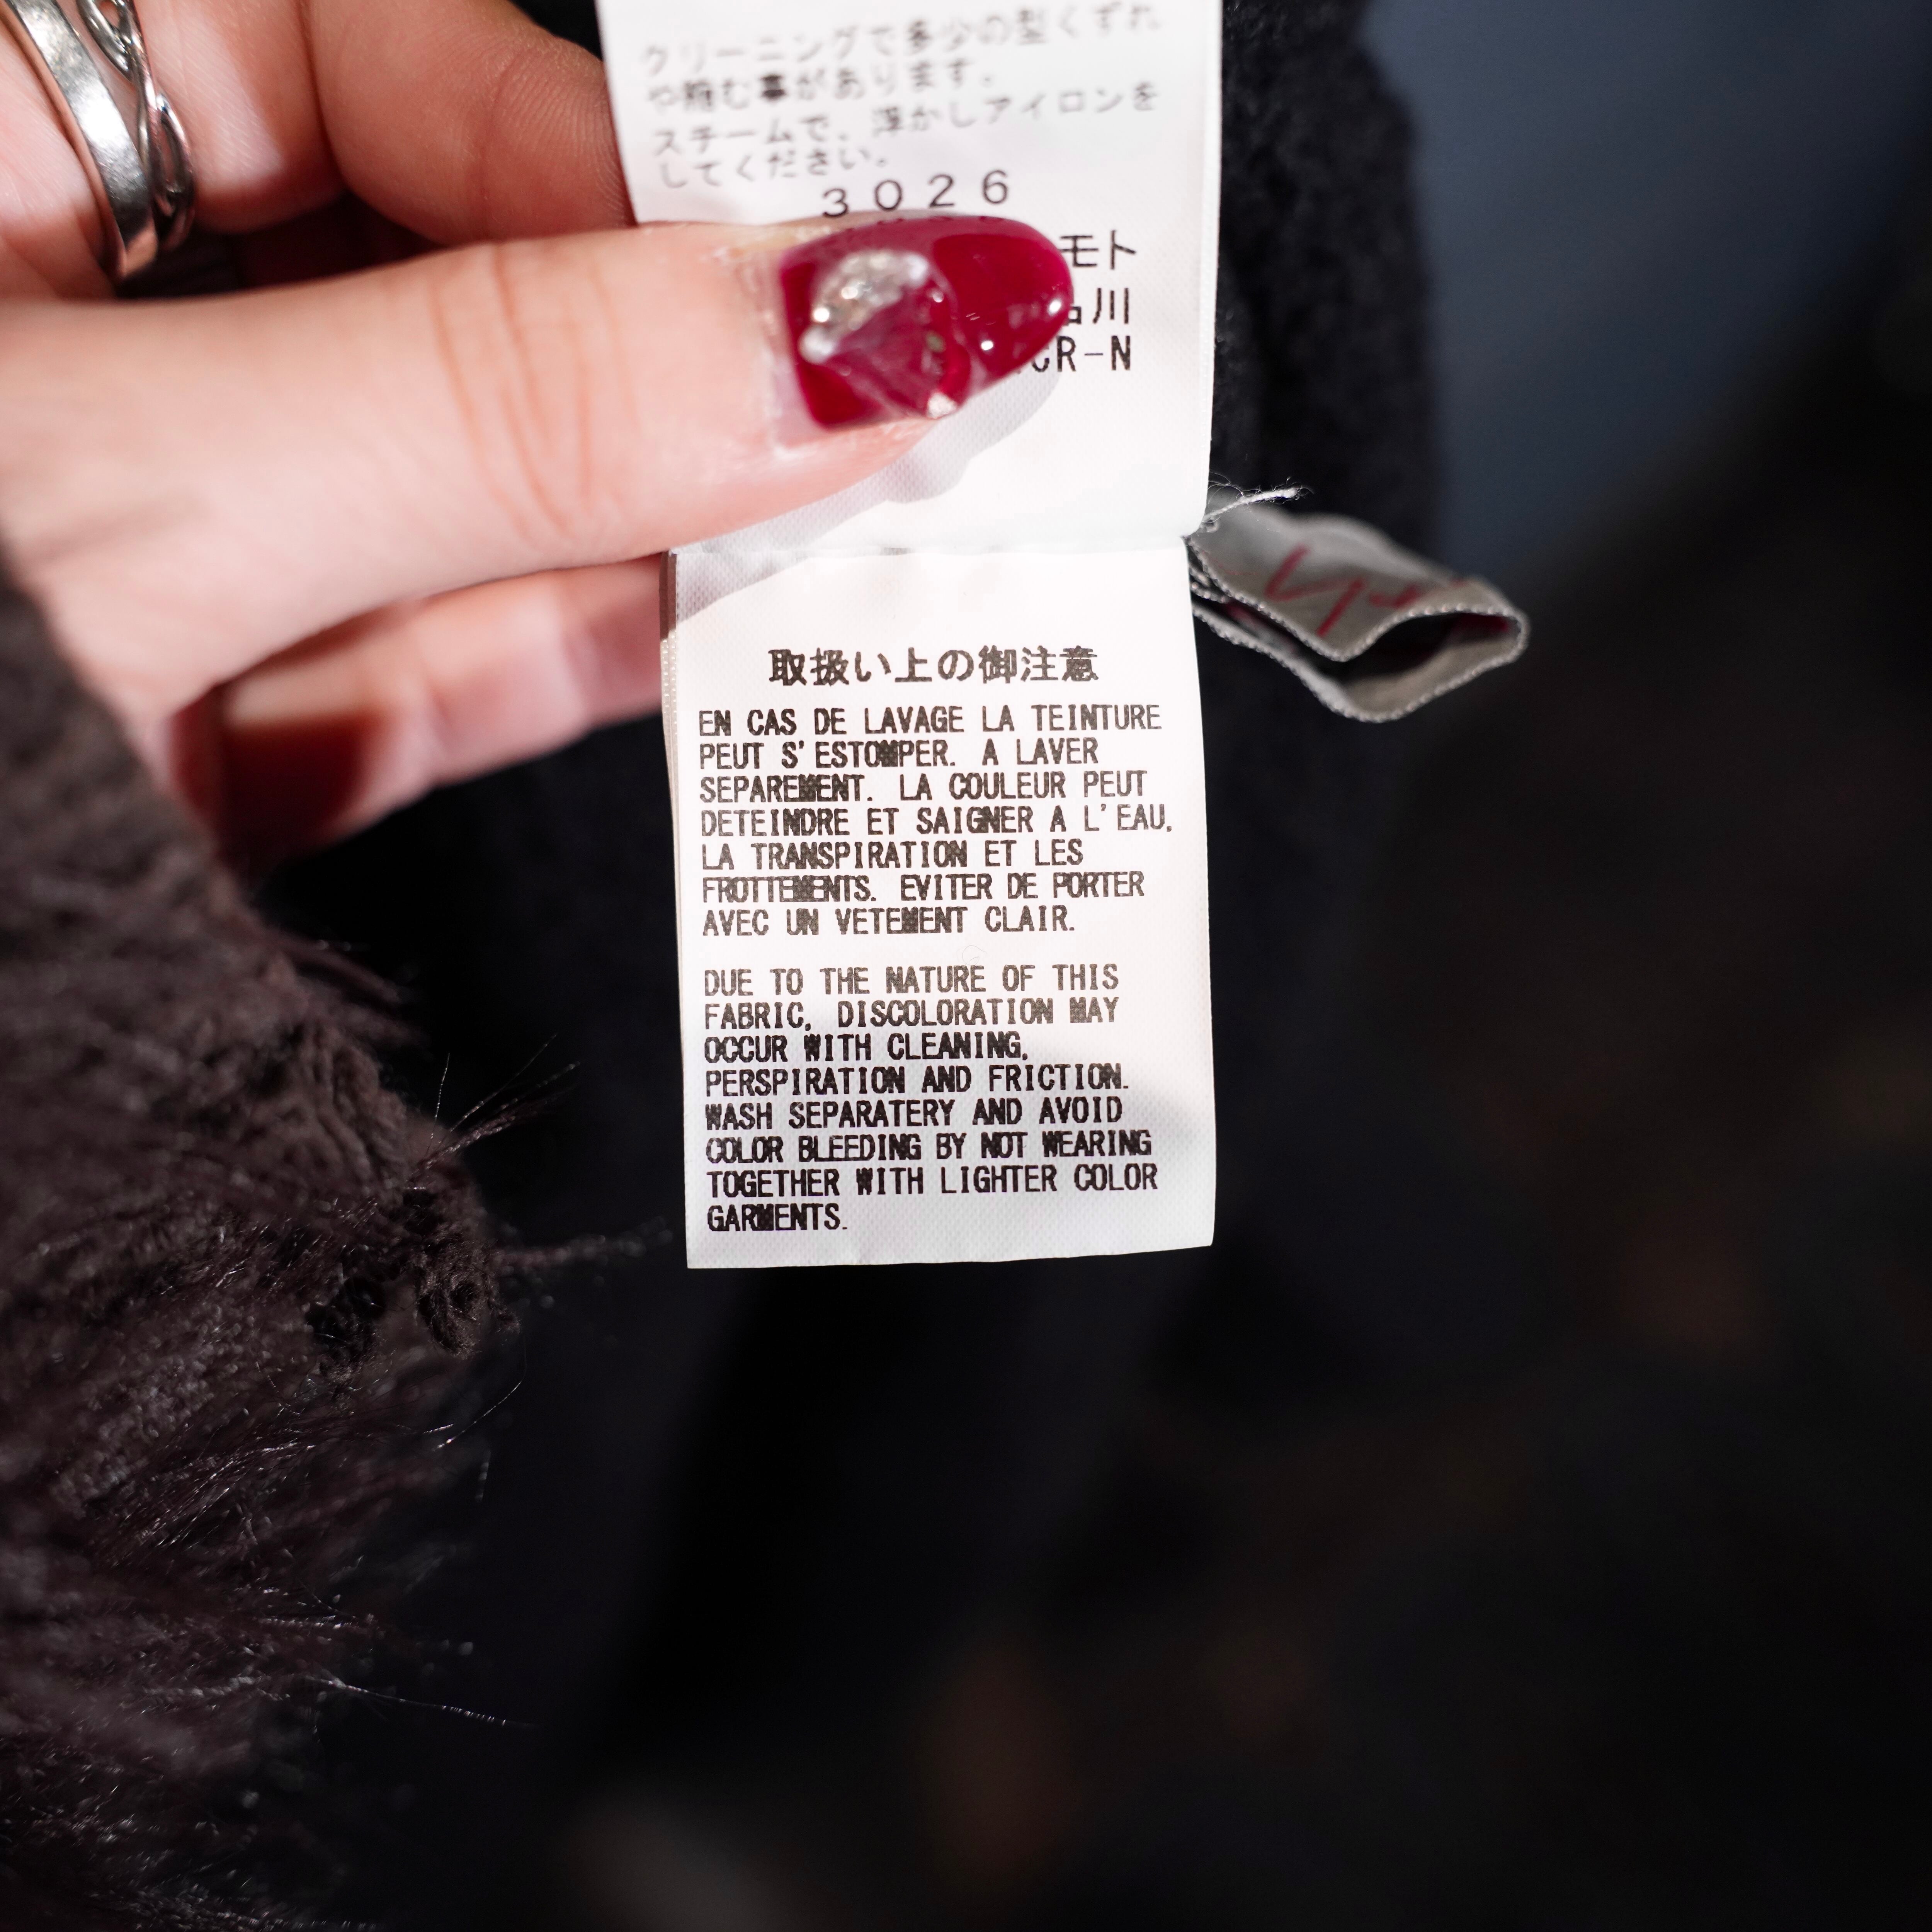 クリーニングで多少の型くずれ
や縮む事があります。
スチームで、浮かしアイロンを
してください。
3026
モト
川
CR-N
取扱い上の御注意
EN CAS DE LAVAGE LA TEINTURE
PEUT S'ESTOMPER. A LAVER
SEPAREMENT. LA COULEUR PEUT
DETEINDRE ET SAIGNER A L'EAU,
LA TRANSPIRATION ET LES
FROTTEMENTS. EVITER DE PORTER
AVEC UN VETEMENT CLAIR.
DUE TO THE NATURE OF THIS
FABRIC, DISCOLORATION MAY
OCCUR WITH CLEANING,
PERSPIRATION AND FRICTION.
WASH SEPARATERY AND AVOID
COLOR BLEEDING BY NOT WEARING
TOGETHER WITH LIGHTER COLOR
GARMENTS.